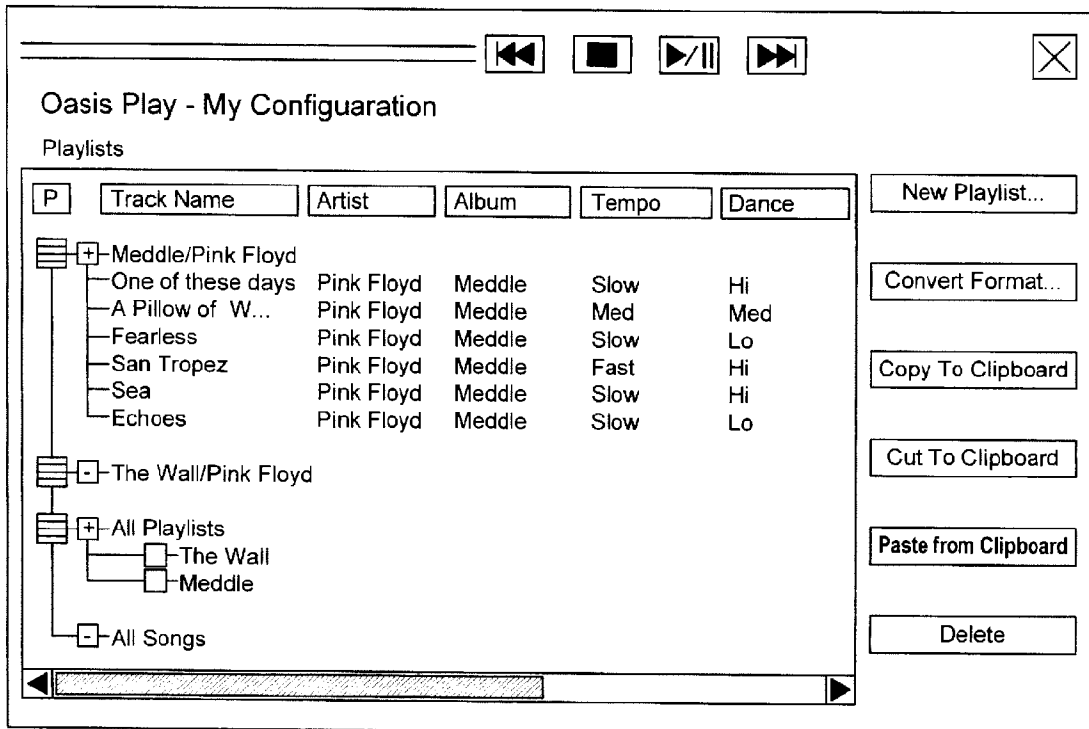 Oasis Play - My Configuaration
Playlists
P Track Name Artist Album Tempo Dance
Meddle/Pink Floyd
One of these days Pink Floyd Meddle Slow Hi
A Pillow of W... Pink Floyd Meddle Med Med
Fearless Pink Floyd Meddle Slow Lo
San Tropez Pink Floyd Meddle Fast Hi
Sea Pink Floyd Meddle Slow Hi
Echoes Pink Floyd Meddle Slow Lo
The Wall/Pink Floyd
All Playlists
The Wall
Meddle
All Songs
New Playlist...
Convert Format...
Copy To Clipboard
Cut To Clipboard
Paste from Clipboard
Delete